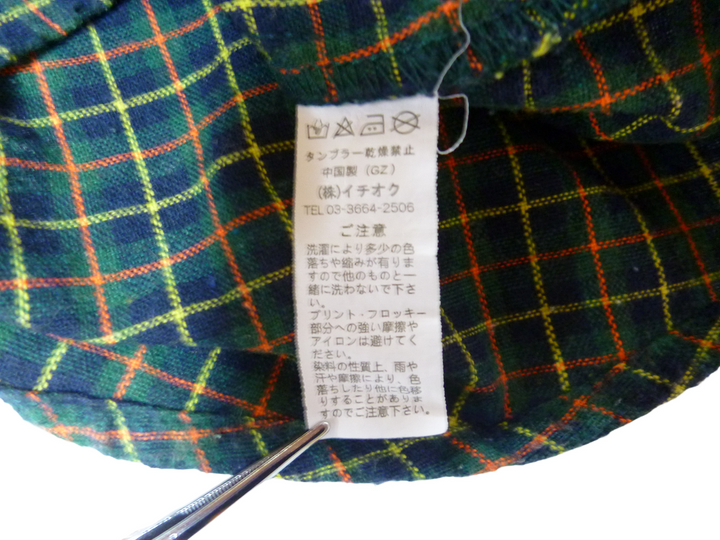 タンブラー乾燥禁止
中国製（GZ）
(株)イチオク
TEL 03-3664-2506
ご注意
洗濯により多少の色
落ちや縮みが有りま
すので他のものと一
緒に洗わないで下さ
い。
プリント・フロッキー
部分への強い摩擦や
アイロンは避けてく
ださい。
染料の性質上、雨や
汗や摩擦により、色
落ちしたり他に色移
りすることがありま
すのでご注意下さい。